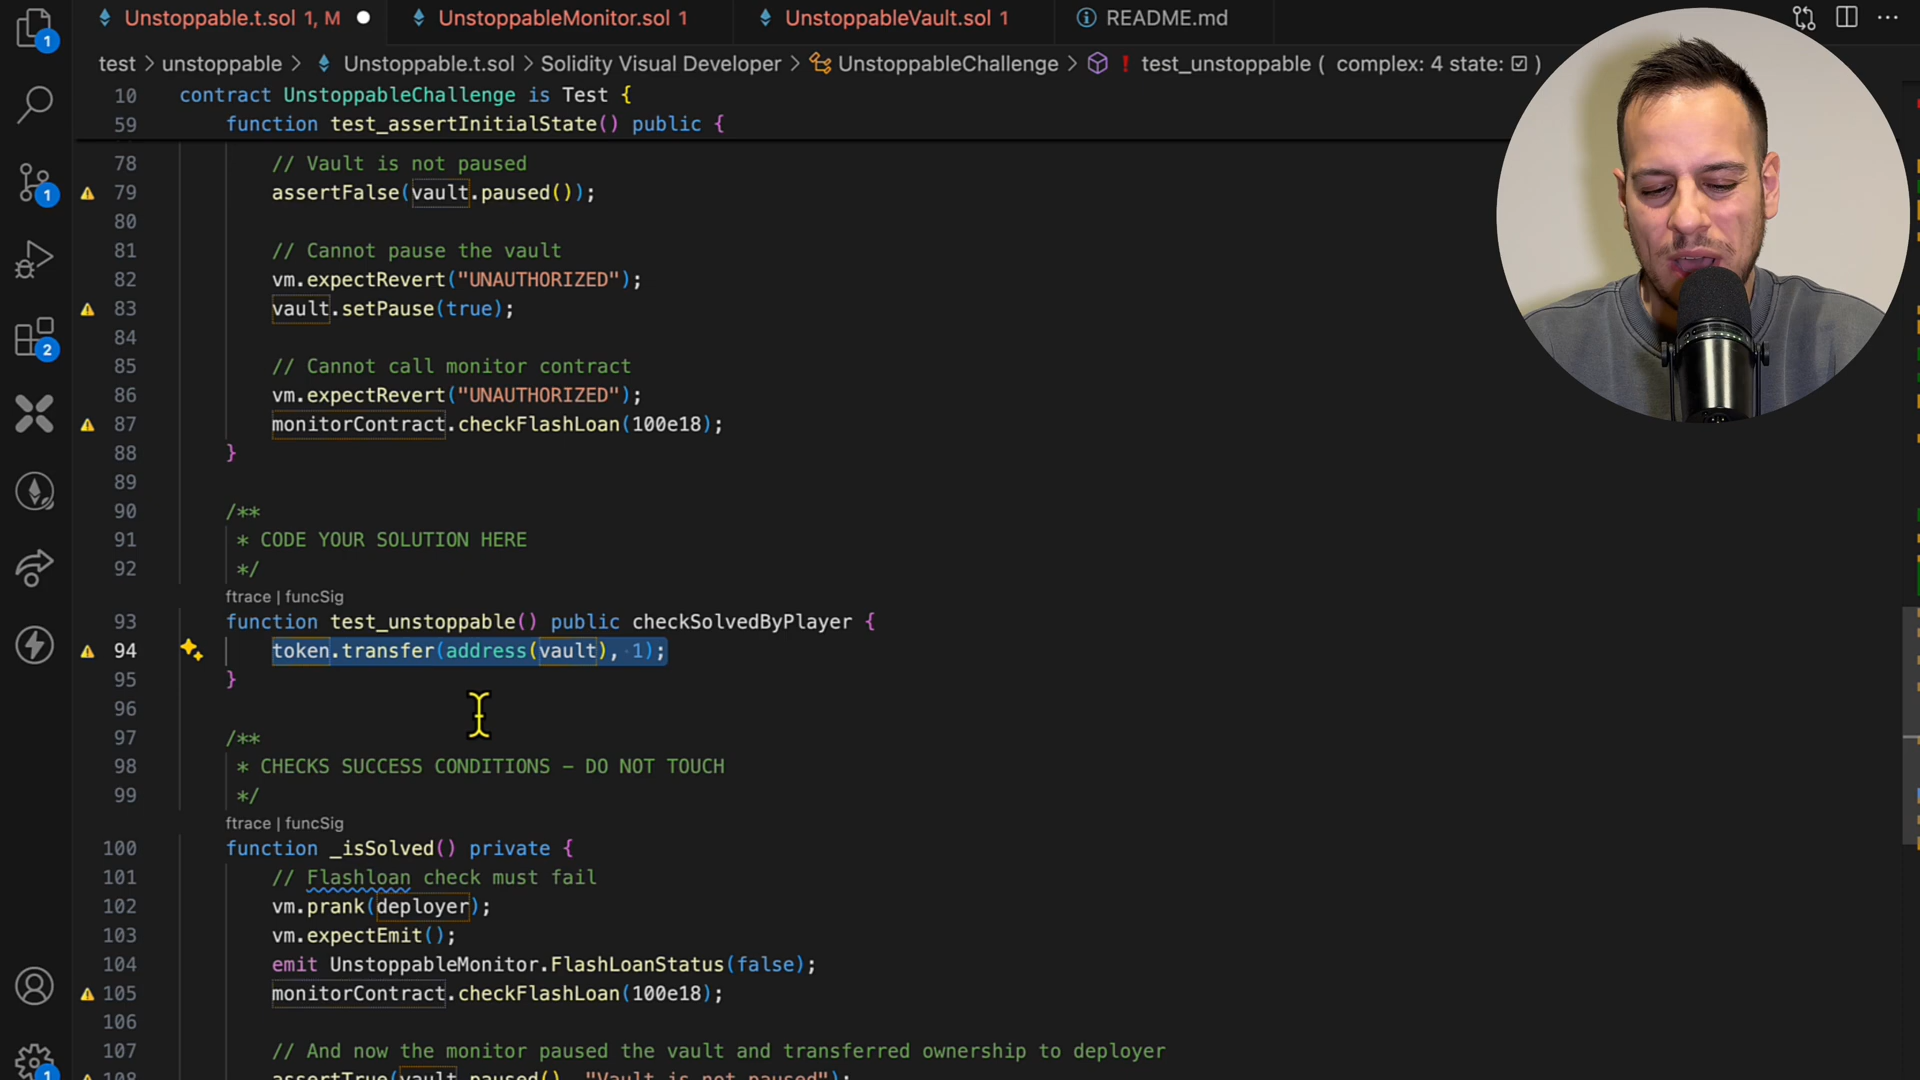 Unstoppable.t.sol 1, M
UnstoppableMonitor.sol 1
UnstoppableVault.sol 1
README.md
test > unstoppable > Unstoppable.t.sol > Solidity Visual Developer > UnstoppableChallenge > ! test_unstoppable ( complex: 4 state: ☑ )
10 contract UnstoppableChallenge is Test {
59 function test_assertInitialState() public {
78 // Vault is not paused
79 assertFalse(vault.paused());
80
81 // Cannot pause the vault
82 vm.expectRevert("UNAUTHORIZED");
83 vault.setPause(true);
84
85 // Cannot call monitor contract
86 vm.expectRevert("UNAUTHORIZED");
87 monitorContract.checkFlashLoan(100e18);
88 }
89
90 /**
91 * CODE YOUR SOLUTION HERE
92 */
ftrace | funcSig
93 function test_unstoppable() public checkSolvedByPlayer {
94 token.transfer(address(vault), 1);
95 }
96
97 /**
98 * CHECKS SUCCESS CONDITIONS - DO NOT TOUCH
99 */
ftrace | funcSig
100 function _isSolved() private {
101 // Flashloan check must fail
102 vm.prank(deployer);
103 vm.expectEmit();
104 emit UnstoppableMonitor.FlashLoanStatus(false);
105 monitorContract.checkFlashLoan(100e18);
106
107 // And now the monitor paused the vault and transferred ownership to deployer
108 assertTrue(vault.paused(), "Vault is not paused");
1
1
2
1